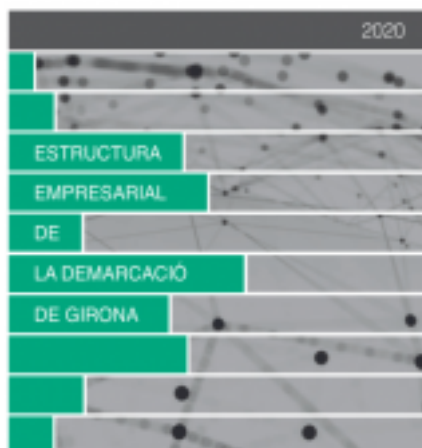 2020
ESTRUCTURA
EMPRESARIAL
DE
LA DEMARCACIÓ
DE GIRONA